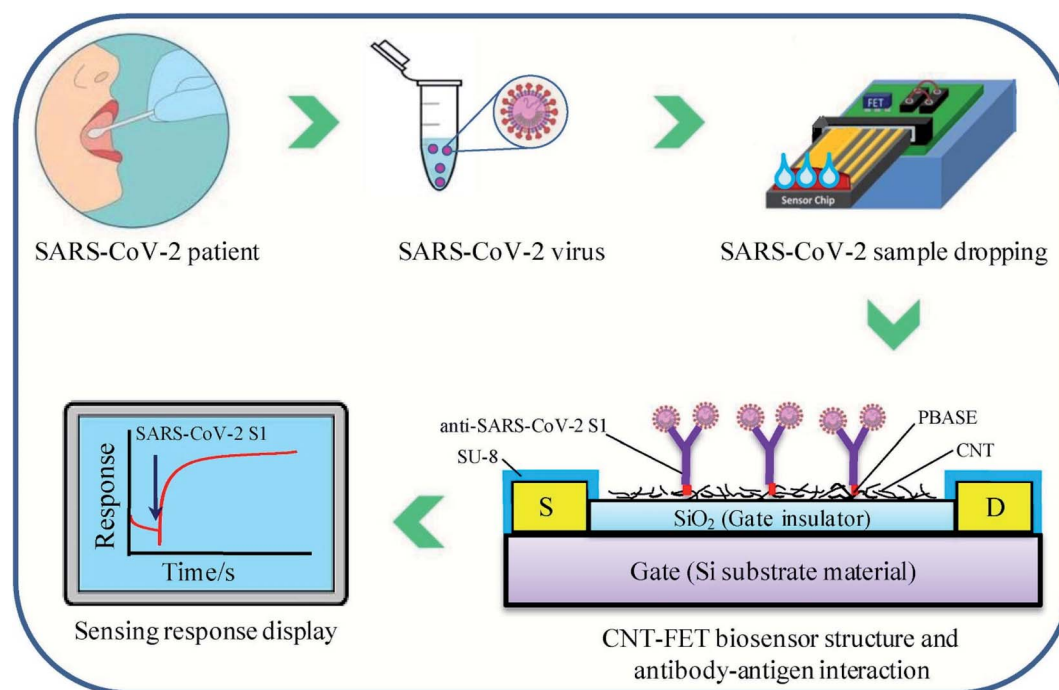 FET
Sensor Chip
SARS-CoV-2 patient
SARS-CoV-2 virus
SARS-CoV-2 sample dropping
SARS-CoV-2 S1
Response
Time/s
Sensing response display
anti-SARS-CoV-2 S1
SU-8
PBASE
CNT
S
SiO₂ (Gate insulator)
D
Gate (Si substrate material)
CNT-FET biosensor structure and
antibody-antigen interaction